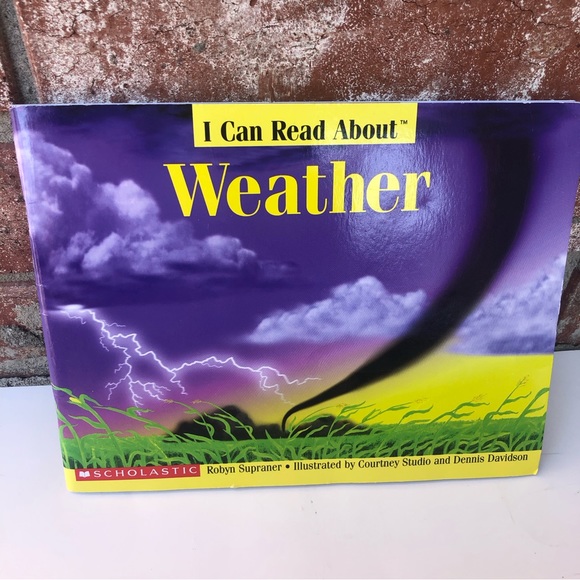 I Can Read About™
Weather
SCHOLASTIC Robyn Supraner • Illustrated by Courtney Studio and Dennis Davidson